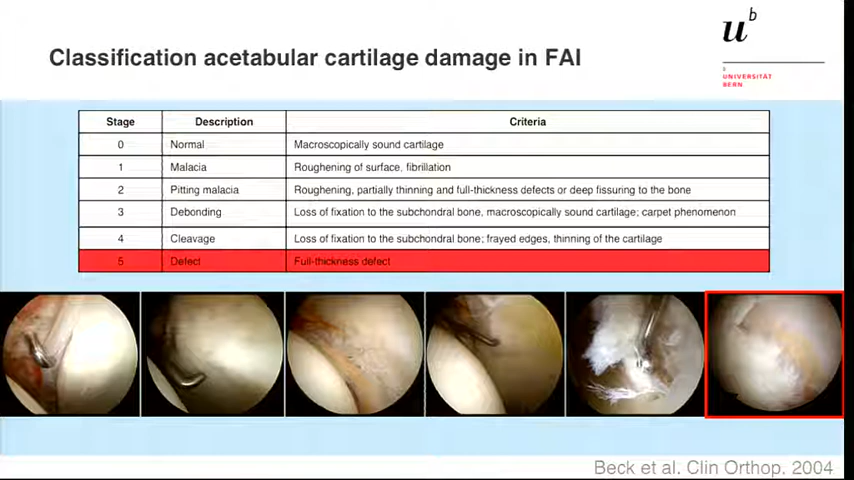 Classification acetabular cartilage damage in FAI
u b
b
UNIVERSITÄT
BERN
Stage Description Criteria
0 Normal Macroscopically sound cartilage
1 Malacia Roughening of surface, fibrillation
2 Pitting malacia Roughening, partially thinning and full-thickness defects or deep fissuring to the bone
3 Debonding Loss of fixation to the subchondral bone, macroscopically sound cartilage; carpet phenomenon
4 Cleavage Loss of fixation to the subchondral bone; frayed edges, thinning of the cartilage
5 Defect Full-thickness defect
Beck et al. Clin Orthop. 2004